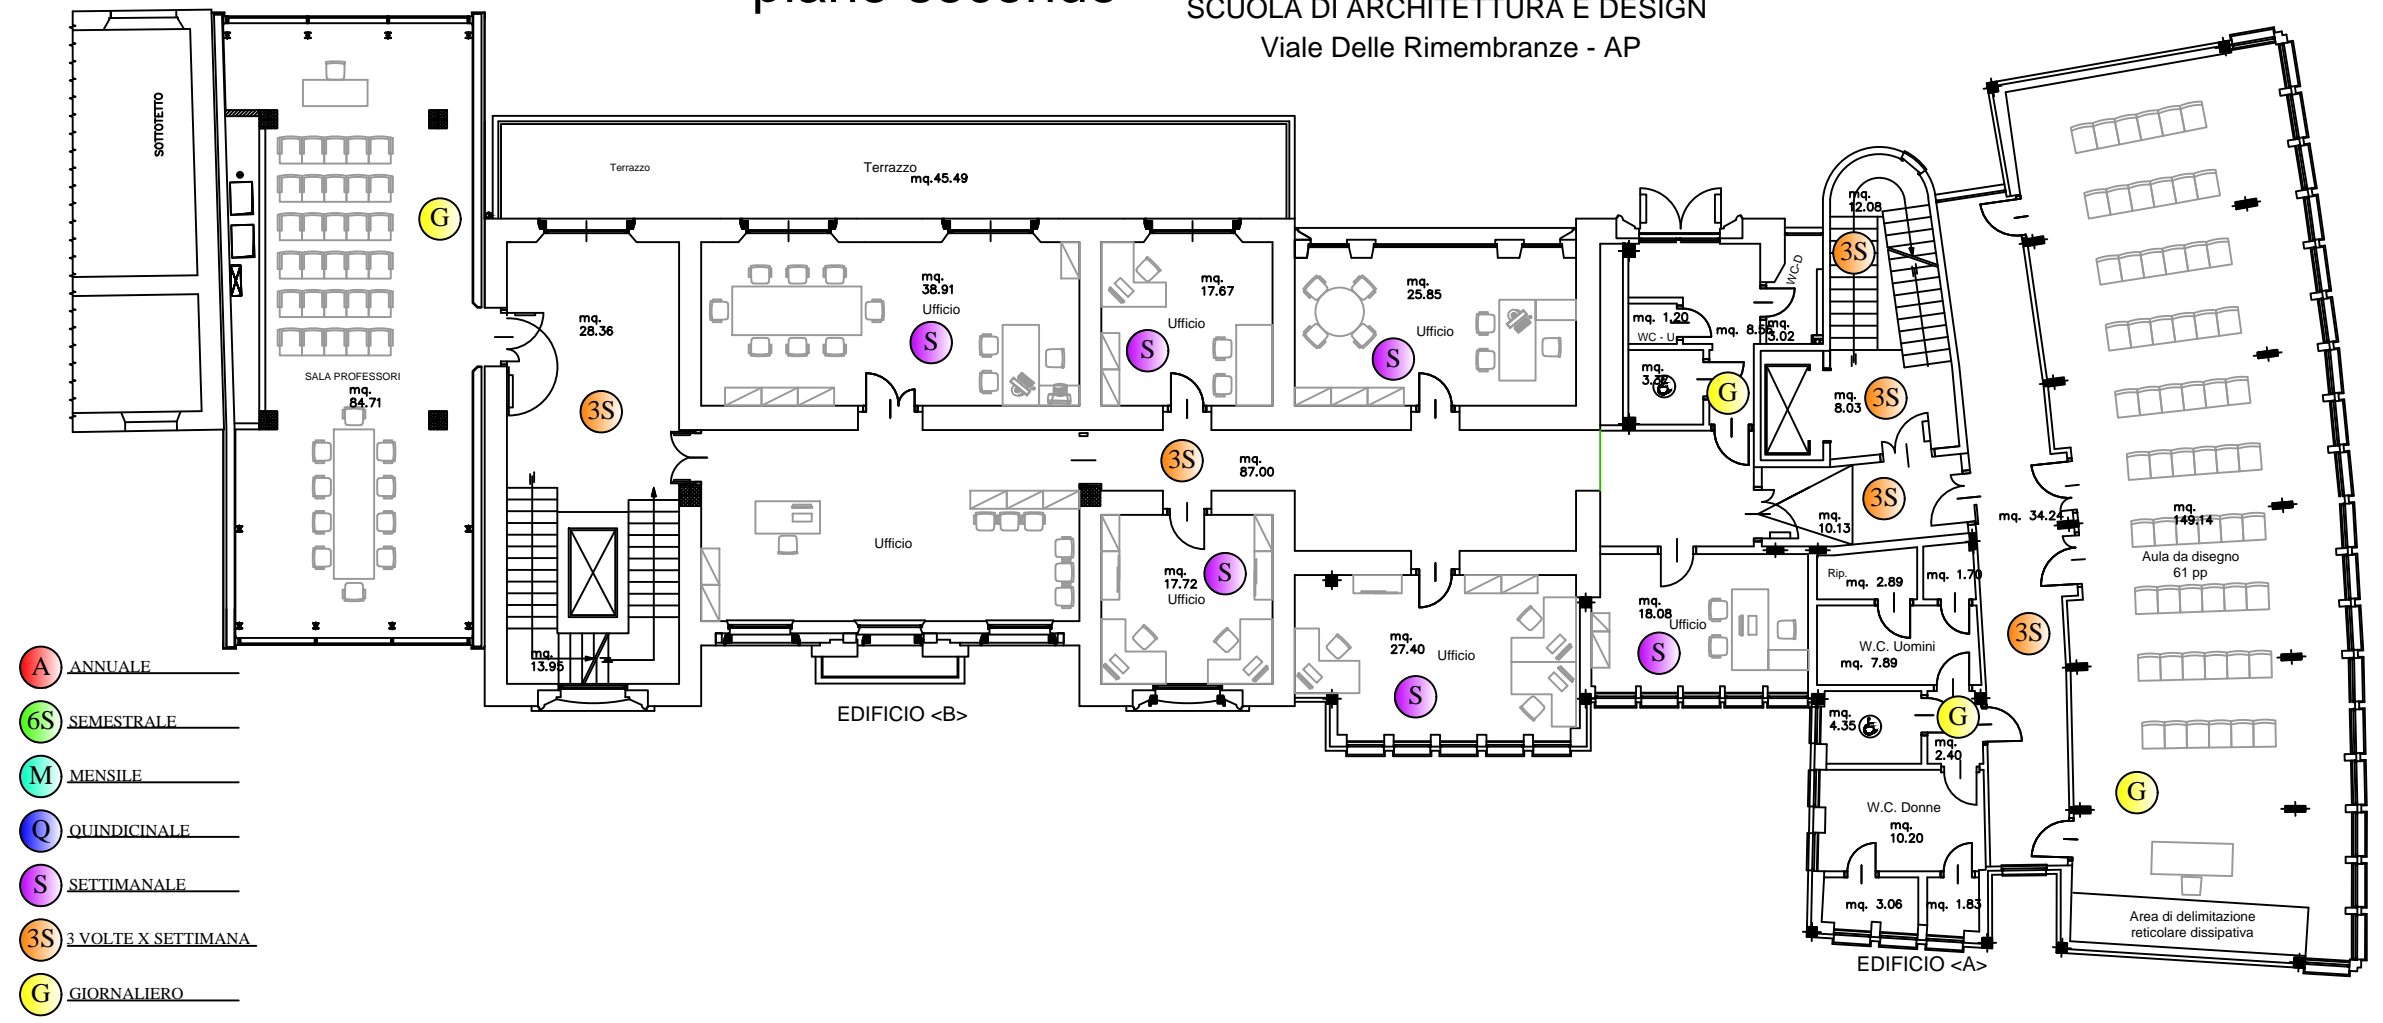 piano secondo
SCUOLA DI ARCHITETTURA E DESIGN
Viale Delle Rimembranze - AP
SOTTOTETTO
G
SALA PROFESSORI
mq.
84.71
Terrazzo
Terrazzo
mq.45.49
mq.
28.36
3S
mq.
13.95
mq.
38.91
Ufficio
S
mq.
17.67
Ufficio
S
mq.
25.85
Ufficio
S
3S
mq.
87.00
Ufficio
mq.
17.72
Ufficio
S
mq.
27.40
Ufficio
S
mq.
18.08
Ufficio
S
mq. 1.20
WC - U
mq. 8.56
mq.
3.02
WC-D
mq.
G
mq.
12.08
3S
mq.
8.03
3S
3S
mq.
10.13
mq. 34.24
3S
Rip.
mq. 2.89
mq. 1.70
W.C. Uomini
mq. 7.89
mq.
4.35
G
mq.
2.40
W.C. Donne
mq.
10.20
mq. 3.06
mq. 1.83
mq.
149.14
Aula da disegno
61 pp
G
Area di delimitazione
reticolare dissipativa
EDIFICIO <B>
EDIFICIO <A>
A ANNUALE
6S SEMESTRALE
M MENSILE
Q QUINDICINALE
S SETTIMANALE
3S 3 VOLTE X SETTIMANA
G GIORNALIERO